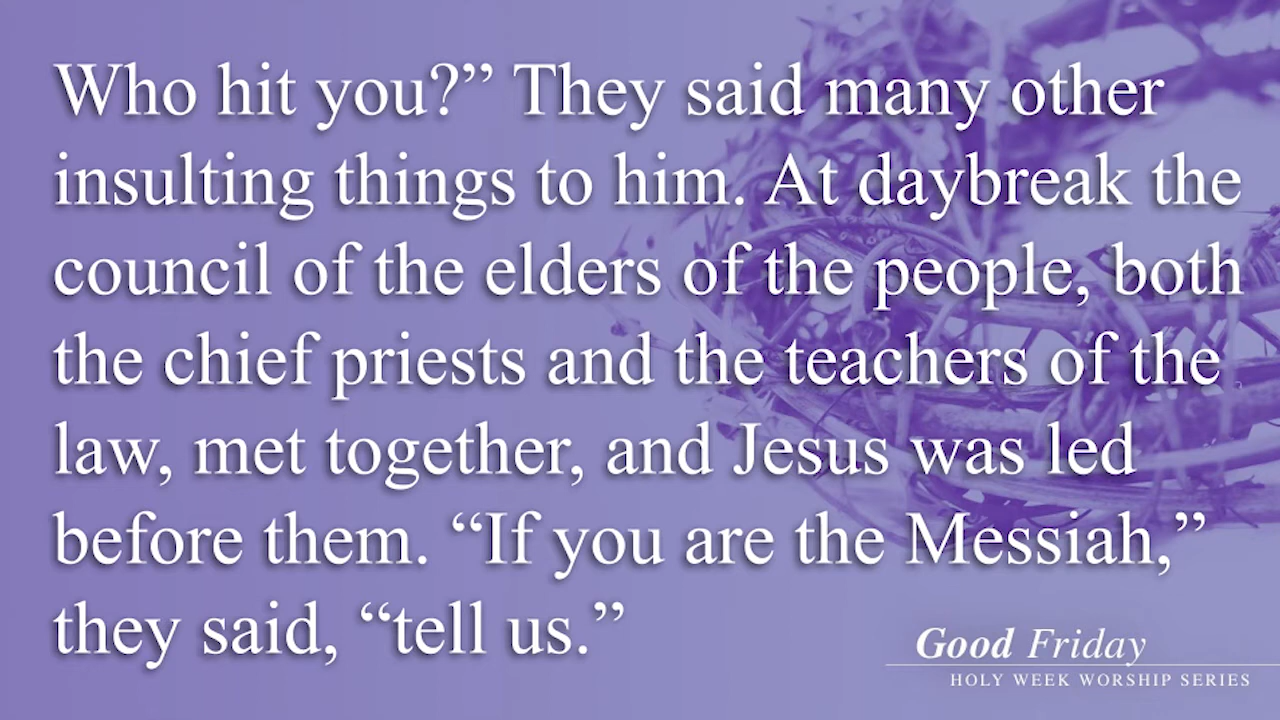 Who hit you?” They said many other
insulting things to him. At daybreak the
council of the elders of the people, both
the chief priests and the teachers of the
law, met together, and Jesus was led
before them. “If you are the Messiah,”
they said, “tell us.”
Good Friday
HOLY WEEK WORSHIP SERIES